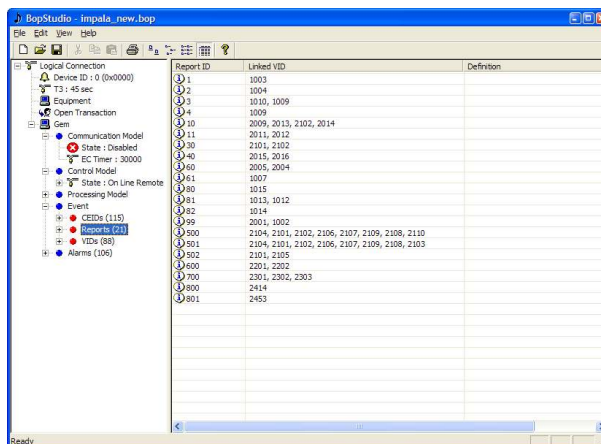 BopStudio - impala_new.bop
File Edit View Help
Logical Connection
Device ID : 0 (0x0000)
T3 : 45 sec
Equipment
Open Transaction
Gem
Communication Model
State : Disabled
EC Timer : 30000
Control Model
State : On Line Remote
Processing Model
Event
CEIDs (115)
Reports (21)
VIDs (88)
Alarms (106)
Report ID Linked VID Definition
1 1003
2 1004
3 1010, 1009
4 1009
10 2009, 2013, 2102, 2014
11 2011, 2012
30 2101, 2102
40 2015, 2016
60 2005, 2004
61 1007
80 1015
81 1013, 1012
82 1014
99 2001, 1002
500 2104, 2101, 2102, 2106, 2107, 2109, 2108, 2110
501 2104, 2101, 2102, 2106, 2107, 2109, 2108, 2103
502 2101, 2105
600 2201, 2202
700 2301, 2302, 2303
800 2414
801 2453
Ready